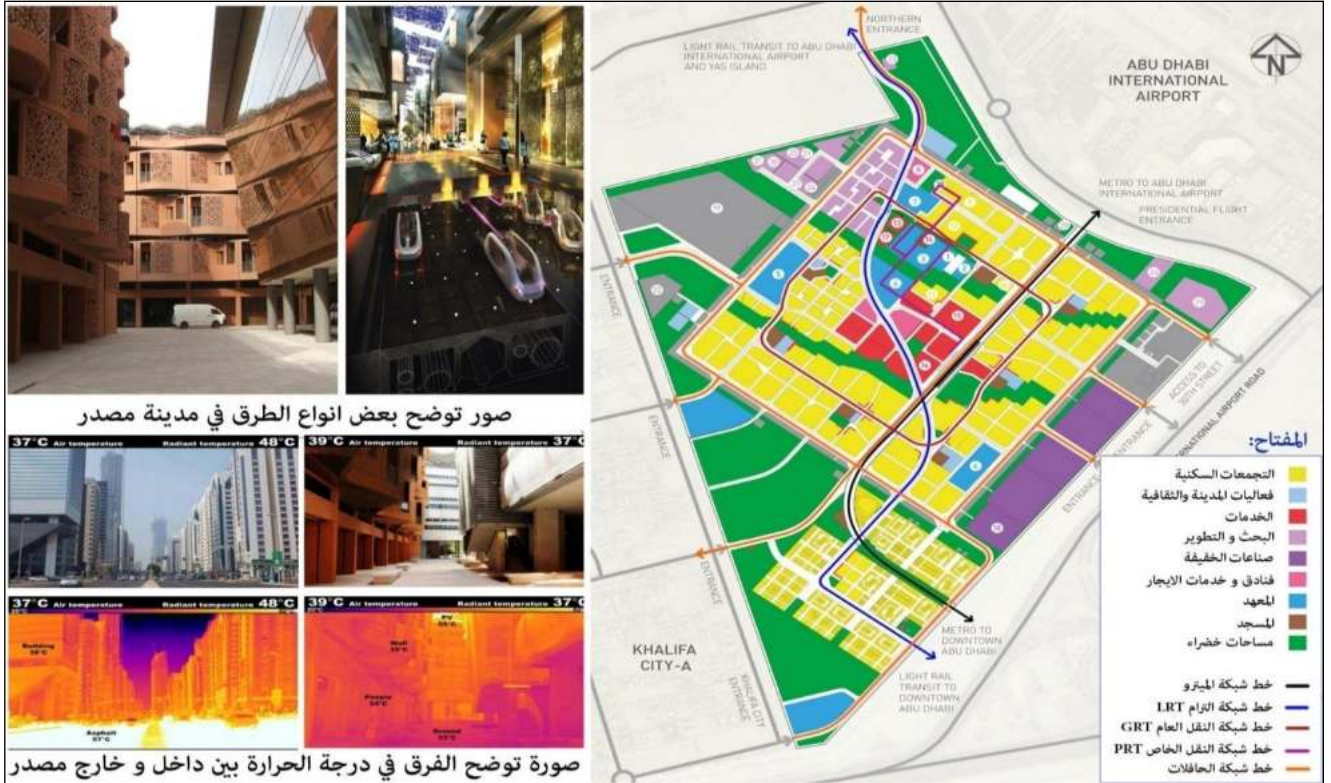 صور توضح بعض انواع الطرق في مدينة مصدر
37°C Air temperature
Radiant temperature 48°C
39°C Air temperature
Radiant temperature 37°C
37°C Air temperature
Radiant temperature 48°C
39°C Air temperature
Radiant temperature 37°C
Building
Asphalt
57°C
PV
Wall
People
Ground
صورة توضح الفرق في درجة الحرارة بين داخل و خارج مصدر
NORTHERN
ENTRANCE
LIGHT RAIL TRANSIT TO ABU DHABI
INTERNATIONAL AIRPORT
AND YAS ISLAND
ABU DHABI
INTERNATIONAL
AIRPORT
N
METRO TO ABU DHABI
INTERNATIONAL AIRPORT
PRESIDENTIAL FLIGHT
ENTRANCE
ENTRANCE
ENTRANCE
ENTRANCE
ACCESS TO
30TH STREET
ENTRANCE
ENTRANCE
INTERNATIONAL AIRPORT ROAD
KHALIFA
CITY-A
KHALIFA CITY
ENTRANCE
METRO TO
DOWNTOWN
ABU DHABI
LIGHT RAIL
TRANSIT TO
DOWNTOWN
ABU DHABI
المفتاح:
التجمعات السكنية
فعاليات المدينة والثقافية
الخدمات
البحث و التطوير
صناعات الخفيفة
فنادق و خدمات الايجار
المعهد
المسجد
مساحات خضراء
خط شبكة الميترو
خط شبكة الترام LRT
خط شبكة النقل العام GRT
خط شبكة النقل الخاص PRT
خط شبكة الحافلات